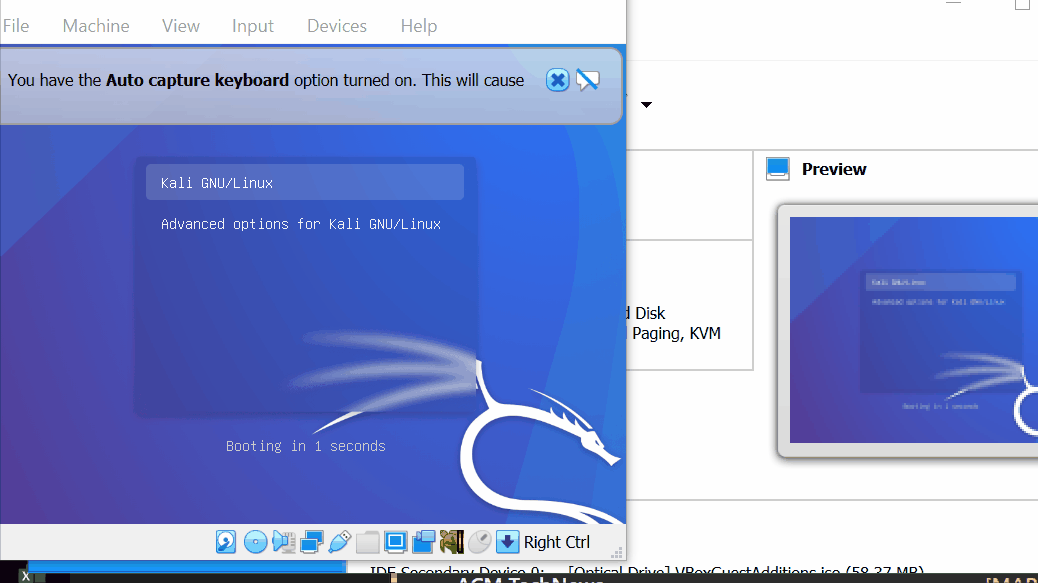 File Machine View Input Devices Help
You have the Auto capture keyboard option turned on. This will cause
Kali GNU/Linux
Advanced options for Kali GNU/Linux
Booting in 1 seconds
Right Ctrl
Preview
d Disk
Paging, KVM
Kali GNU/Linux
Advanced options for Kali GNU/Linux
Booting in 1 seconds
IDE Secondary Device 0: [Optical Drive] VBoxGuestAdditions.iso (58.37 MB)
X
ACM TechNews
[MAR